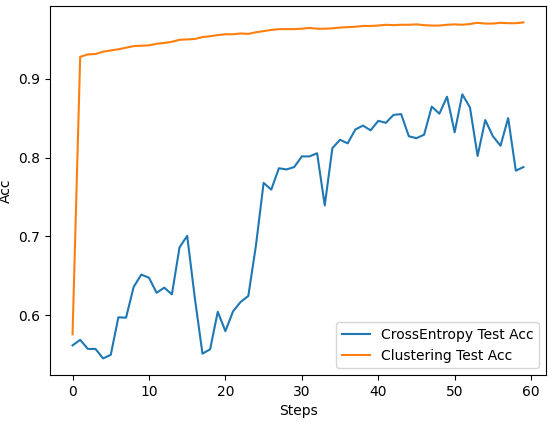 0.9
0.8
0.7
0.6
Acc
0 10 20 30 40 50 60
Steps
CrossEntropy Test Acc
Clustering Test Acc